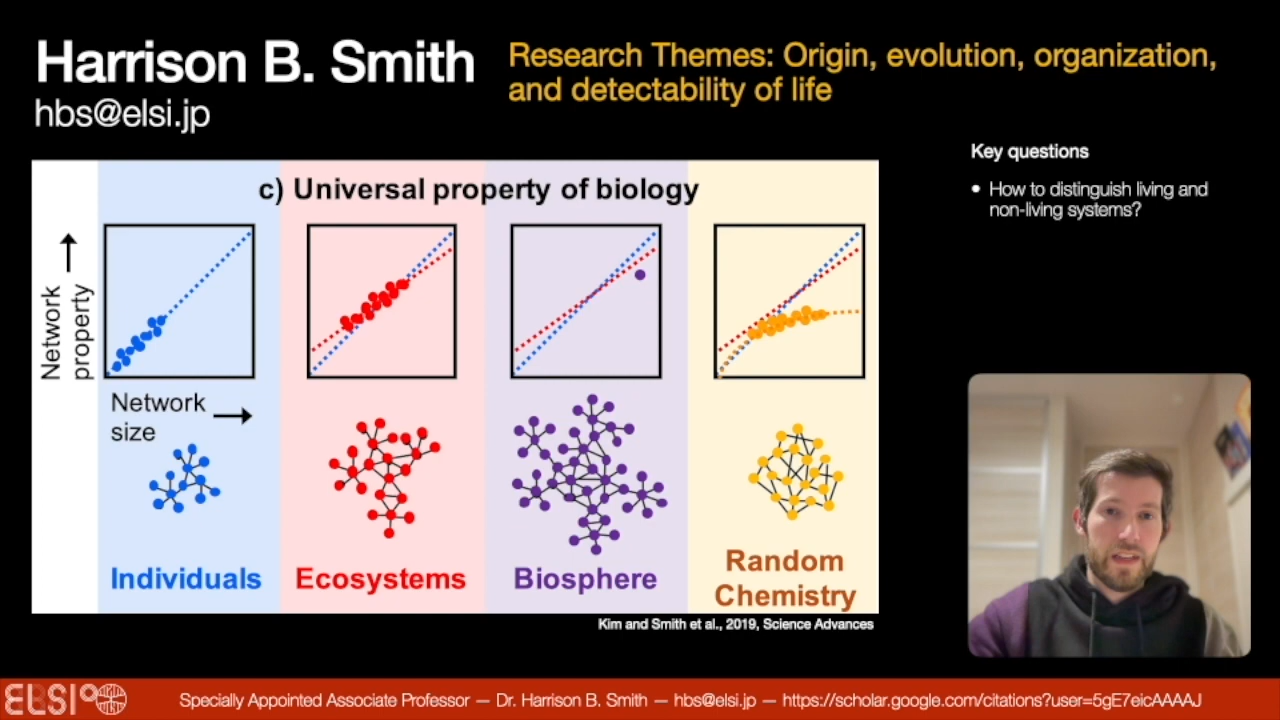 Harrison B. Smith
hbs@elsi.jp
Research Themes: Origin, evolution, organization,
and detectability of life
Key questions
• How to distinguish living and
non-living systems?
c) Universal property of biology
Network
property
Network
size
Individuals
Ecosystems
Biosphere
Random
Chemistry
Kim and Smith et al., 2019, Science Advances
ELSI
Specially Appointed Associate Professor — Dr. Harrison B. Smith — hbs@elsi.jp — https://scholar.google.com/citations?user=5gE7eicAAAAJ